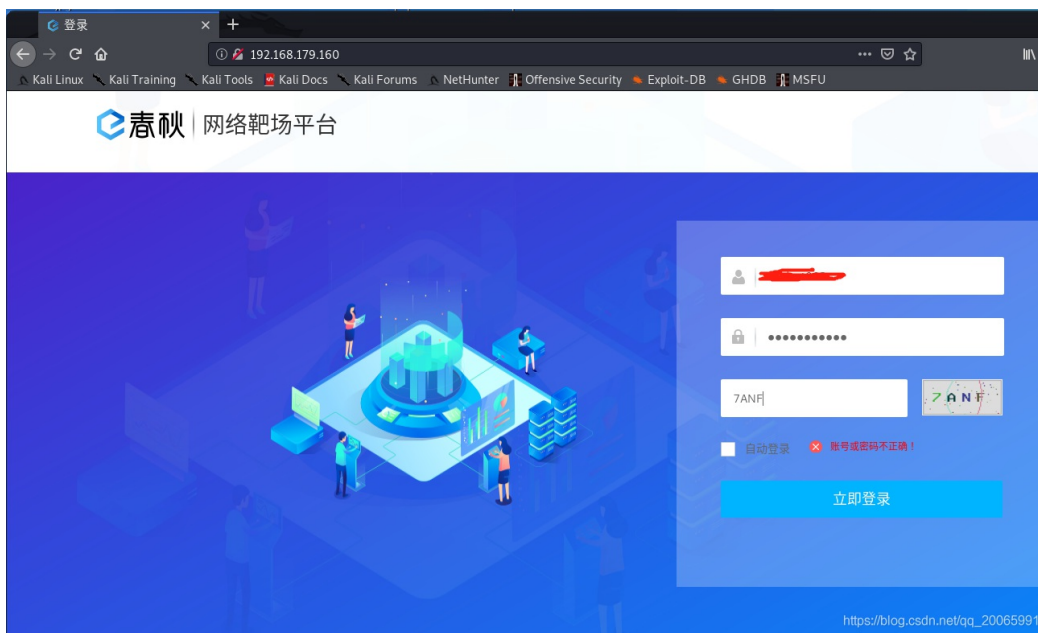 登录 × +
192.168.179.160
Kali Linux Kali Training Kali Tools Kali Docs Kali Forums NetHunter Offensive Security Exploit-DB GHDB MSFU
春秋 网络靶场平台
•••••••••••
7ANF 7ANF
自动登录 账号或密码不正确！
立即登录
https://blog.csdn.net/qq_20065991